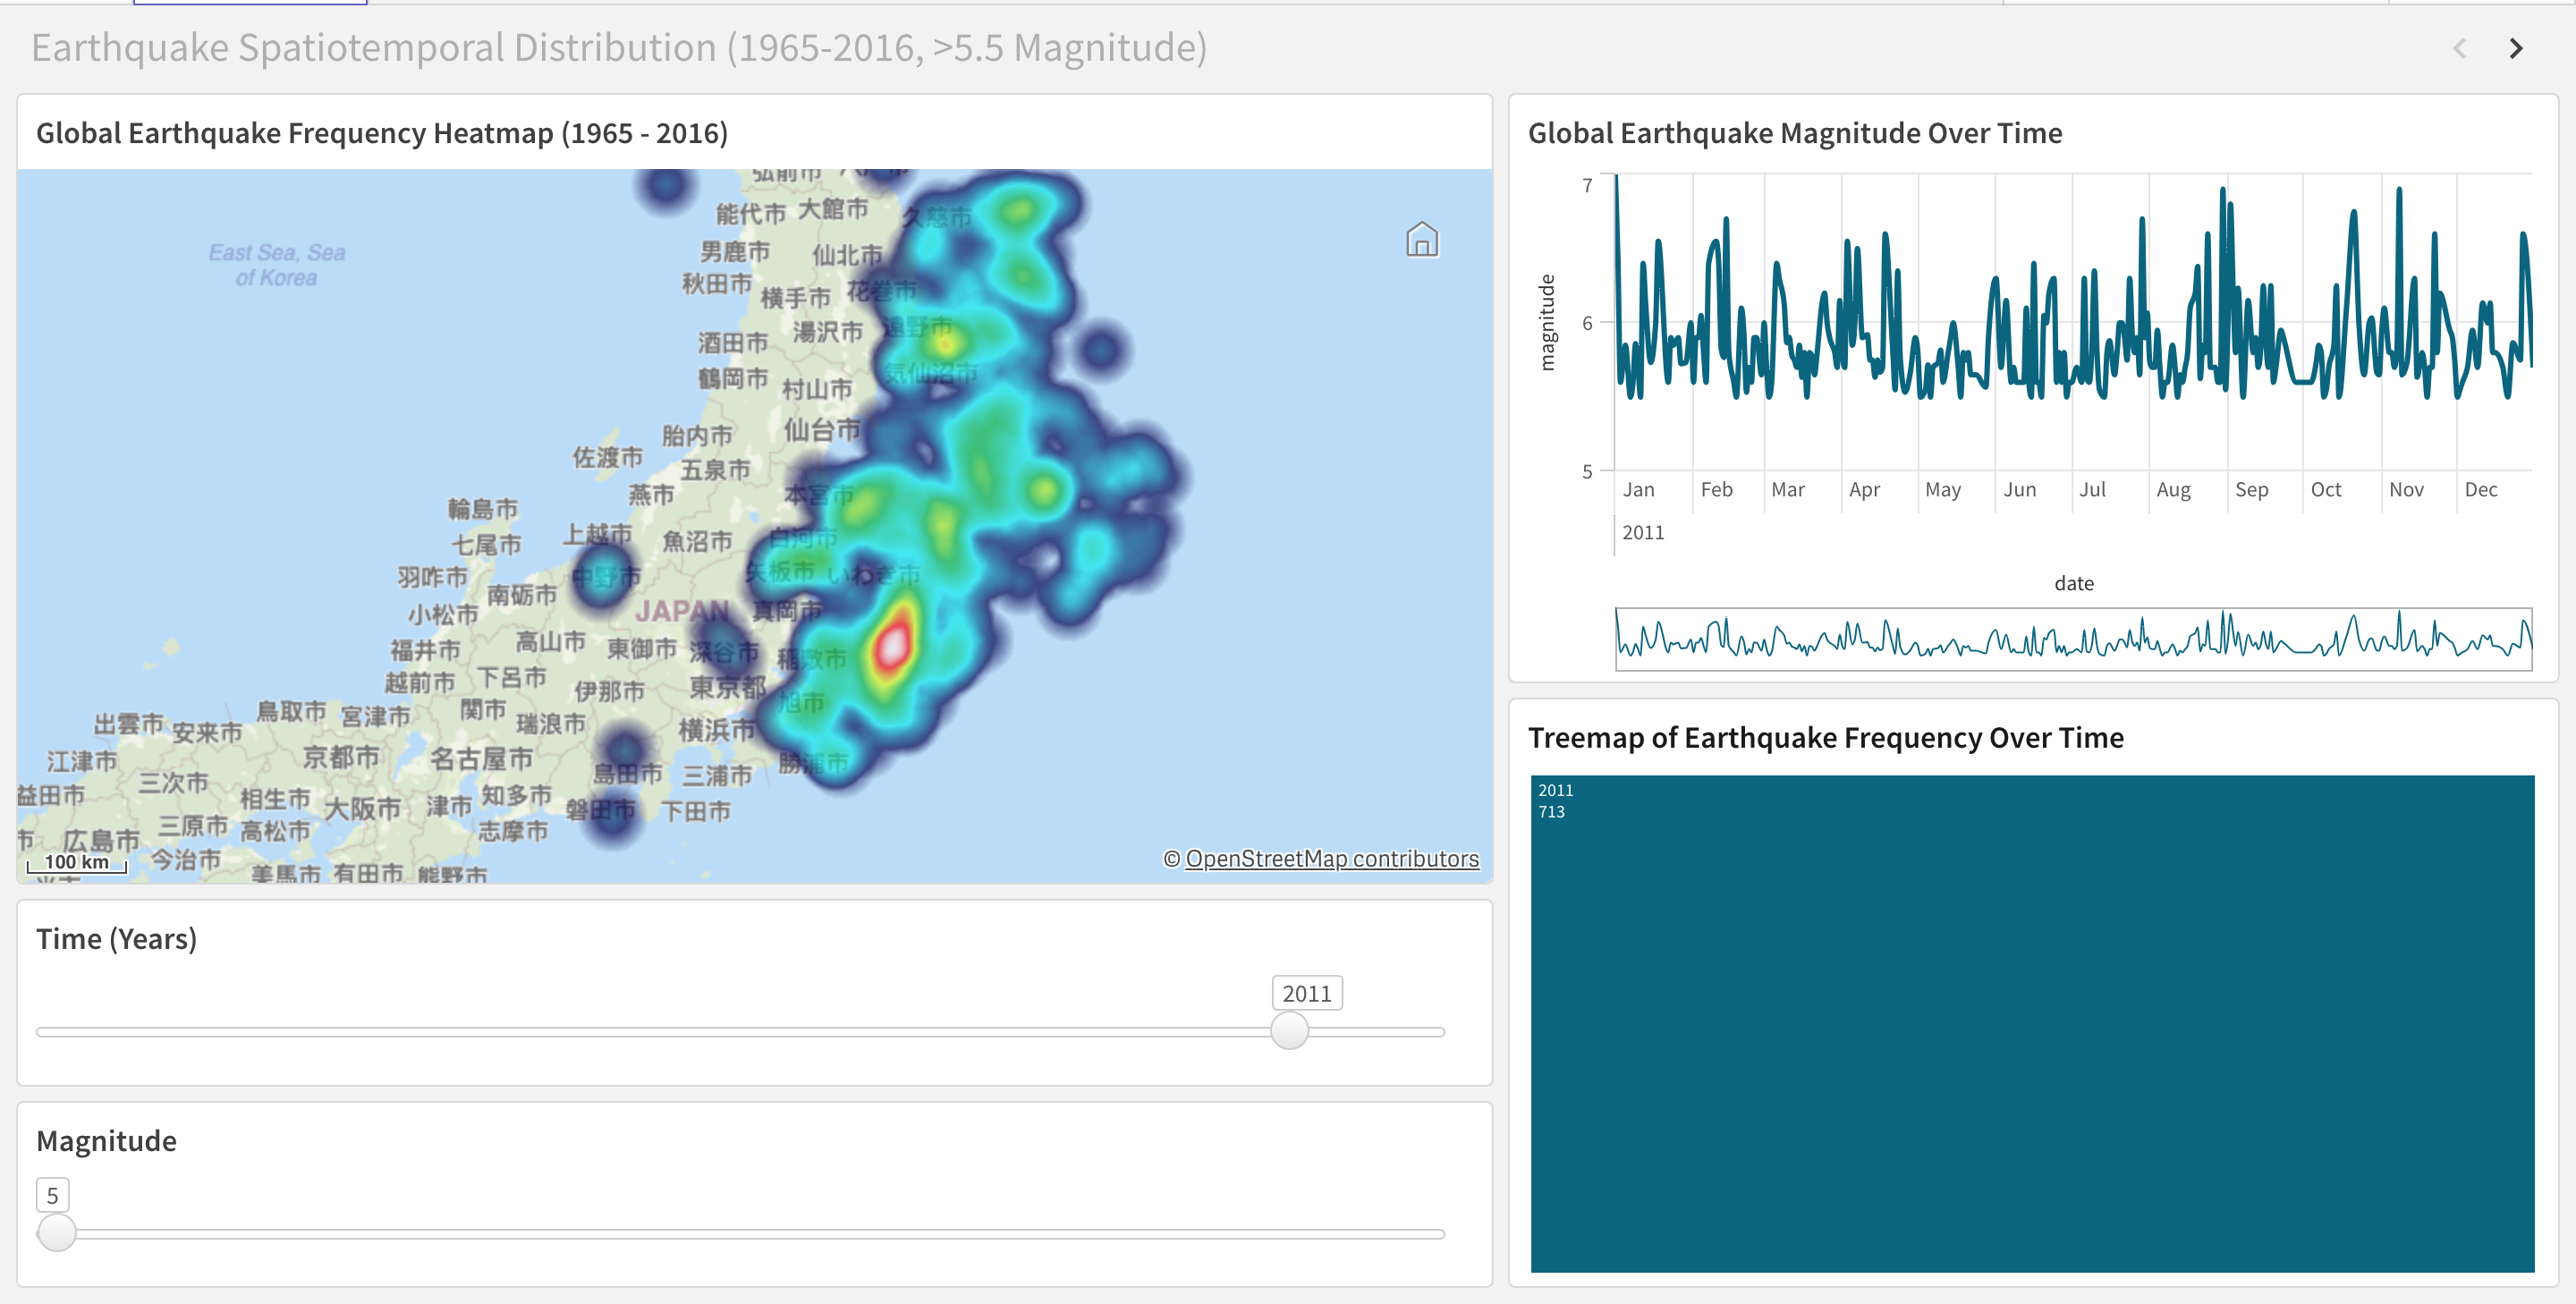 Earthquake Spatiotemporal Distribution (1965-2016, >5.5 Magnitude)
Global Earthquake Frequency Heatmap (1965 - 2016)
弘前市
能代市
大館市
久慈市
East Sea, Sea
of Korea
男鹿市
仙北市
秋田市
横手市
花巻市
酒田市
湯沢市
遠野市
鶴岡市
村山市
気仙沼市
胎内市
仙台市
佐渡市
五泉市
燕市
本宮市
輪島市
上越市
魚沼市
白河市
七尾市
羽咋市
中野市
矢板市
いわき市
南砺市
小松市
JAPAN
真岡市
福井市
高山市
東御市
深谷市
稲敷市
越前市
下呂市
伊那市
東京都
旭市
鳥取市
宮津市
関市
瑞浪市
横浜市
出雲市
安来市
江津市
京都市
名古屋市
島田市
三浦市
勝浦市
三次市
益田市
相生市
大阪市
津市
知多市
磐田市
下田市
三原市
高松市
志摩市
広島市
今治市
美馬市
有田市
熊野市
100 km
© OpenStreetMap contributors
Time (Years)
2011
Magnitude
5
Global Earthquake Magnitude Over Time
magnitude
7
6
5
Jan Feb Mar Apr May Jun Jul Aug Sep Oct Nov Dec
2011
date
Treemap of Earthquake Frequency Over Time
2011
713